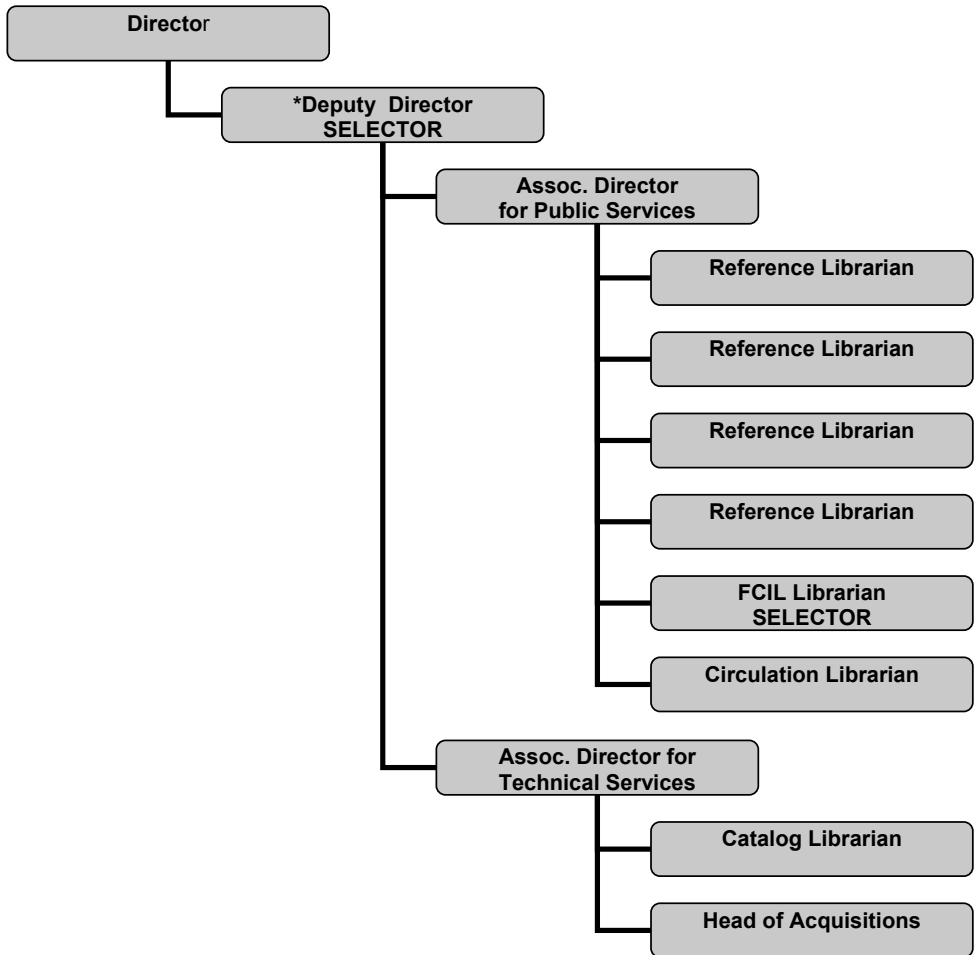 Director
*Deputy Director
SELECTOR
Assoc. Director
for Public Services
Reference Librarian
Reference Librarian
Reference Librarian
Reference Librarian
FCIL Librarian
SELECTOR
Circulation Librarian
Assoc. Director for
Technical Services
Catalog Librarian
Head of Acquisitions